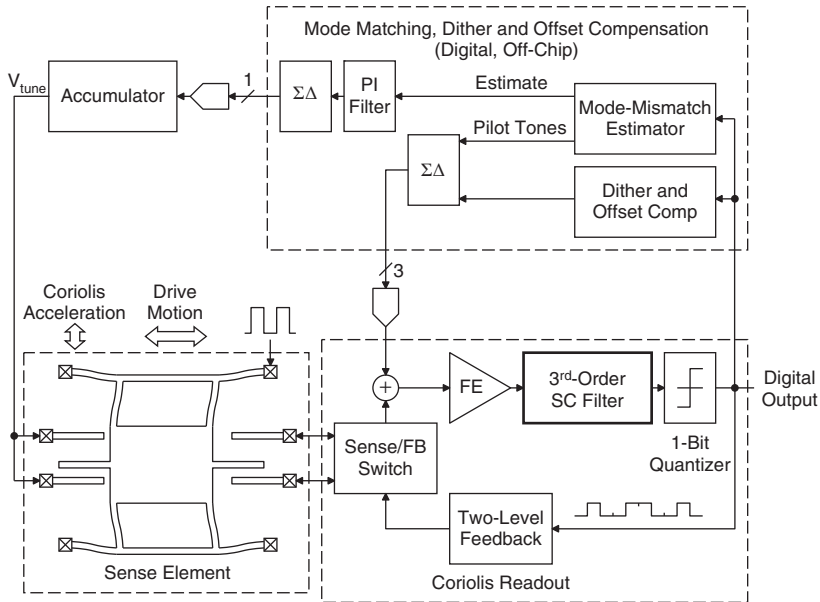 Mode Matching, Dither and Offset Compensation
(Digital, Off-Chip)
V_tune
Accumulator
1
ΣΔ
PI
Filter
Estimate
Mode-Mismatch
Estimator
Pilot Tones
ΣΔ
Dither and
Offset Comp
3
Coriolis
Acceleration
Drive
Motion
+
FE
3rd-Order
SC Filter
1-Bit
Quantizer
Digital
Output
Sense/FB
Switch
Two-Level
Feedback
Sense Element
Coriolis Readout